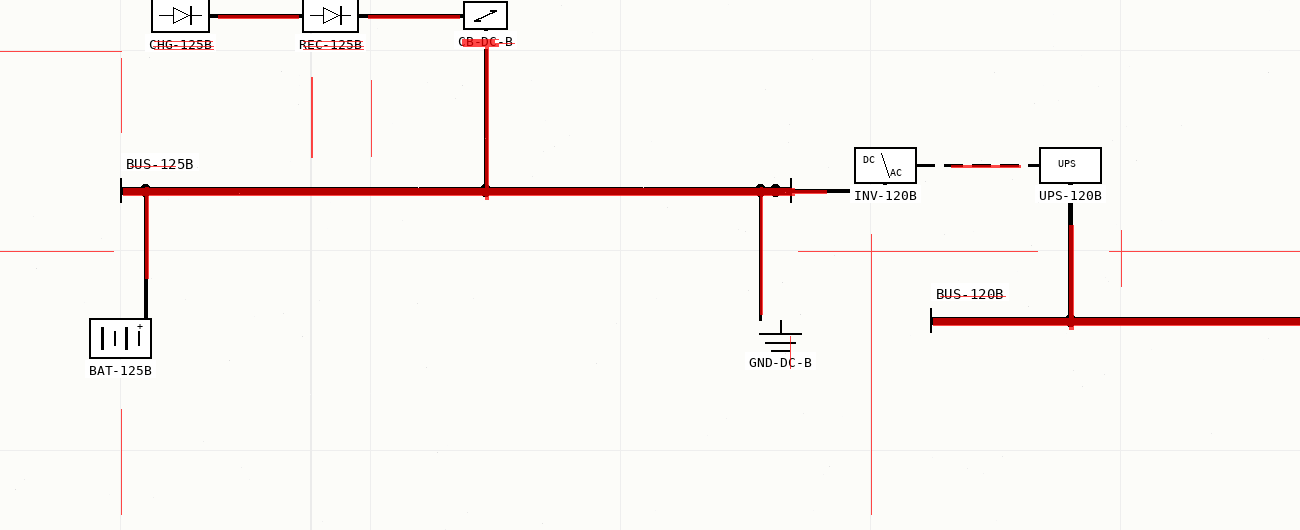 CHG-125B
REC-125B
CB-DC-B
BUS-125B
DC
AC
INV-120B
UPS
UPS-120B
BUS-120B
+
BAT-125B
GND-DC-B